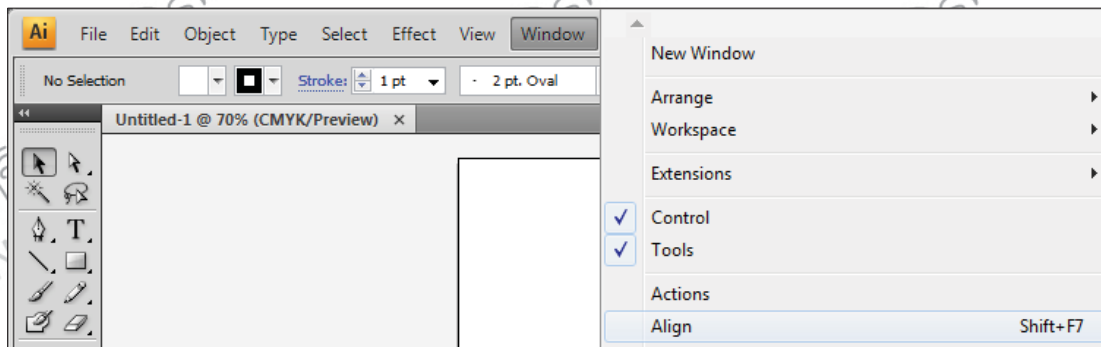 Ai File Edit Object Type Select Effect View Window
No Selection Stroke: 1 pt 2 pt. Oval
Untitled-1 @ 70% (CMYK/Preview) ×
T
New Window
Arrange
Workspace
Extensions
Control
Tools
Actions
Align Shift+F7